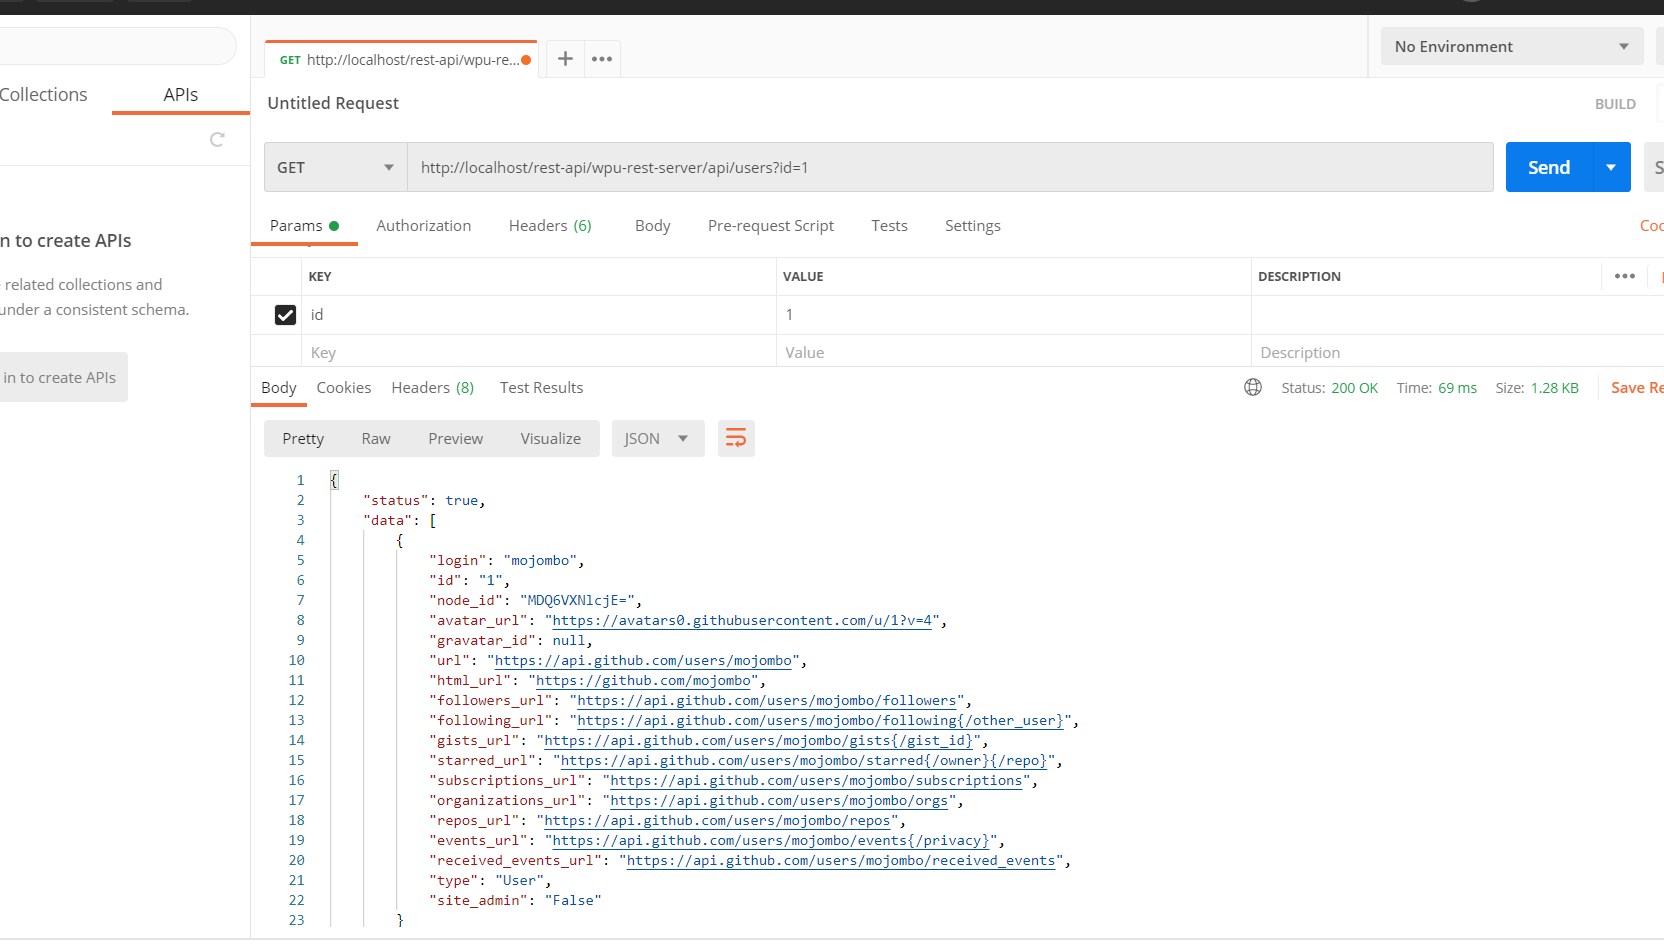 GET http://localhost/rest-api/wpu-re...
No Environment
Collections
APIs
Untitled Request
BUILD
GET
http://localhost/rest-api/wpu-rest-server/api/users?id=1
Send
S
Params
Authorization
Headers (6)
Body
Pre-request Script
Tests
Settings
Coo
n to create APIs
related collections and
under a consistent schema.
in to create APIs
KEY
VALUE
DESCRIPTION
id
1
Key
Value
Description
Body
Cookies
Headers (8)
Test Results
Status: 200 OK
Time: 69 ms
Size: 1.28 KB
Save Re
Pretty
Raw
Preview
Visualize
JSON
1 {
2 "status": true,
3 "data": [
4 {
5 "login": "mojombo",
6 "id": "1",
7 "node_id": "MDQ6VXNlcjE=",
8 "avatar_url": "https://avatars0.githubusercontent.com/u/1?v=4",
9 "gravatar_id": null,
10 "url": "https://api.github.com/users/mojombo",
11 "html_url": "https://github.com/mojombo",
12 "followers_url": "https://api.github.com/users/mojombo/followers",
13 "following_url": "https://api.github.com/users/mojombo/following{/other_user}",
14 "gists_url": "https://api.github.com/users/mojombo/gists{/gist_id}",
15 "starred_url": "https://api.github.com/users/mojombo/starred{/owner}{/repo}",
16 "subscriptions_url": "https://api.github.com/users/mojombo/subscriptions",
17 "organizations_url": "https://api.github.com/users/mojombo/orgs",
18 "repos_url": "https://api.github.com/users/mojombo/repos",
19 "events_url": "https://api.github.com/users/mojombo/events{/privacy}",
20 "received_events_url": "https://api.github.com/users/mojombo/received_events",
21 "type": "User",
22 "site_admin": "False"
23 }